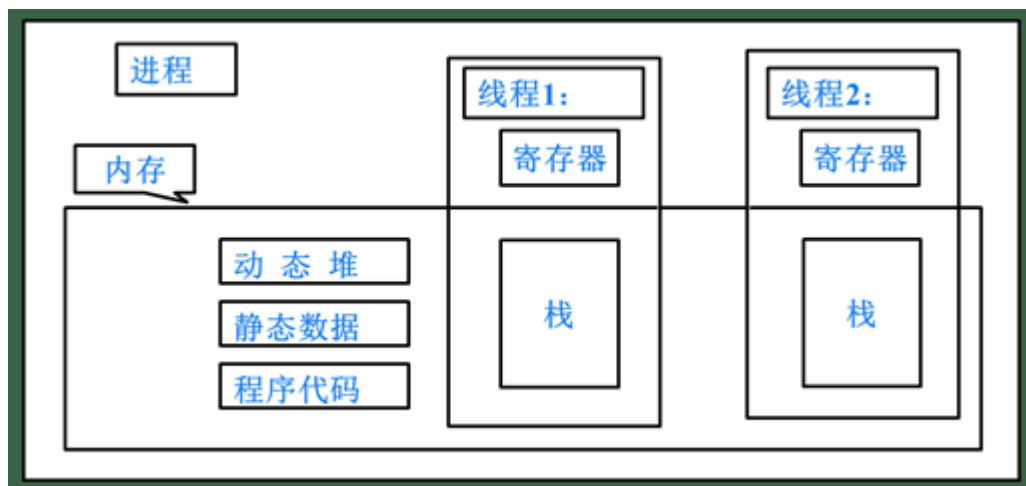 进程
线程1：
线程2：
寄存器
寄存器
内存
动 态 堆
静态数据
程序代码
栈
栈